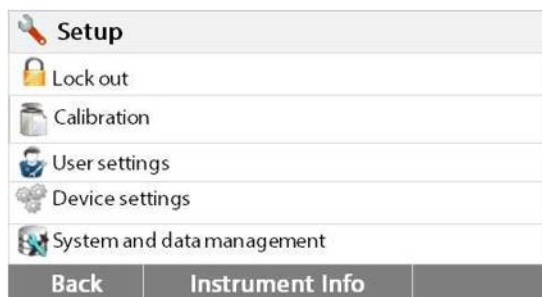 Setup
Lock out
Calibration
User settings
Device settings
System and data management
Back Instrument Info